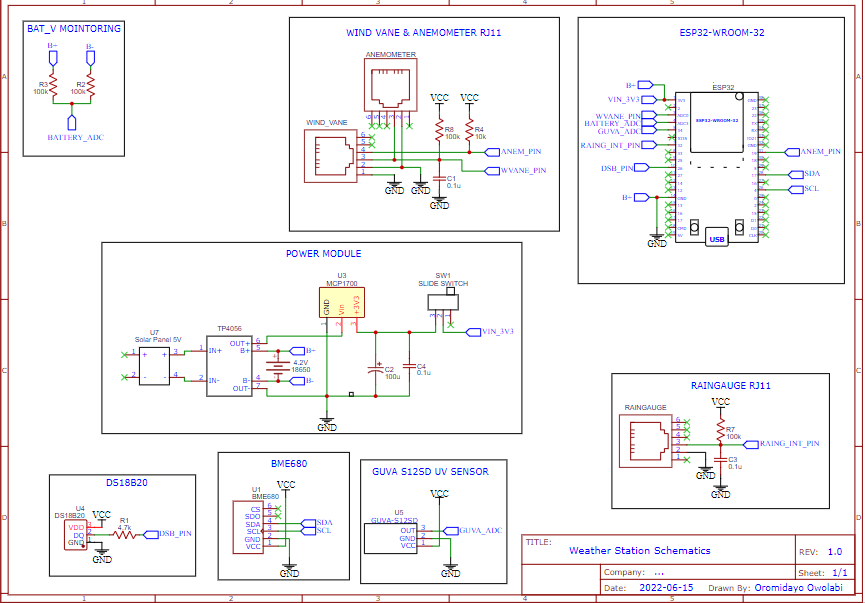 BAT_V MOINTORING
B+
B-
R3
100k
R2
100k
BATTERY_ADC
WIND VANE & ANEMOMETER RJ11
ANEMOMETER
WIND_VANE
VCC
VCC
R8
100k
R4
10k
ANEM_PIN
WVANE_PIN
C1
0.1u
GND
GND
GND
ESP32-WROOM-32
ESP32
ESP32-WROOM-32
B+
VIN_3V3
WVANE_PIN
BATTERY_ADC
GUVA_ADC
RAING_INT_PIN
DSB_PIN
B+
GND
ANEM_PIN
SDA
SCL
USB
POWER MODULE
U7
Solar Panel 5V
TP4056
IN+
IN-
OUT+
B+
B-
OUT-
B+
B-
4.2V
18650
U3
MCP1700
GND
Vin
+3V3
SW1
SLIDE SWITCH
VIN_3V3
C2
100u
C4
0.1u
GND
RAINGAUGE RJ11
RAINGAUGE
VCC
R7
100k
RAING_INT_PIN
C3
0.1u
GND
GND
DS18B20
U4
DS18B20
VDD
DQ
GND
VCC
R1
4.7k
DSB_PIN
GND
BME680
U1
BME680
CS
SDO
SDA
SCL
GND
VCC
VCC
SDA
SCL
GND
GUVA S12SD UV SENSOR
U5
GUVA-S12SD
OUT
GND
VCC
VCC
GUVA_ADC
GND
TITLE:
Weather Station Schematics
REV: 1.0
Company: ...
Sheet: 1/1
Date: 2022-06-15
Drawn By: Oromidayo Owolabi